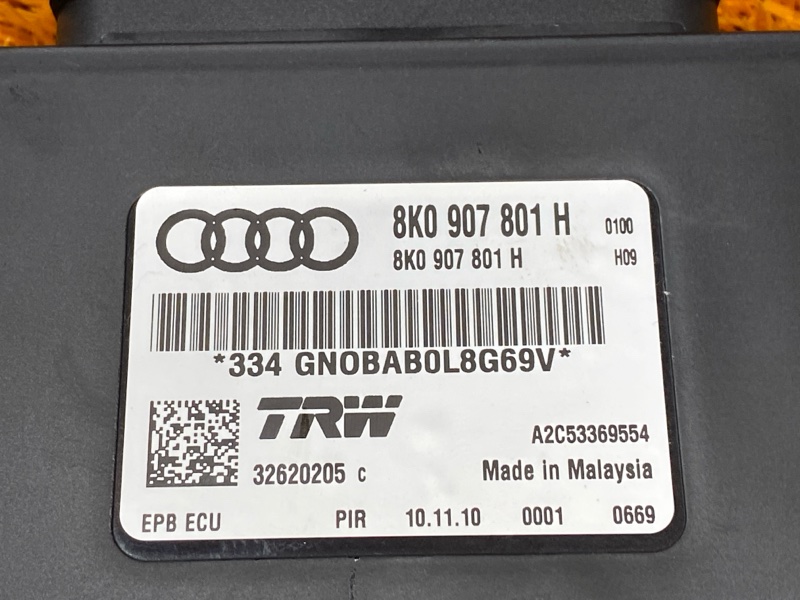 8K0 907 801 H 0100
8K0 907 801 H H09
*334 GN0BAB0L8G69V*
TRW
A2C53369554
32620205 C
Made in Malaysia
EPB ECU PIR 10.11.10 0001 0669